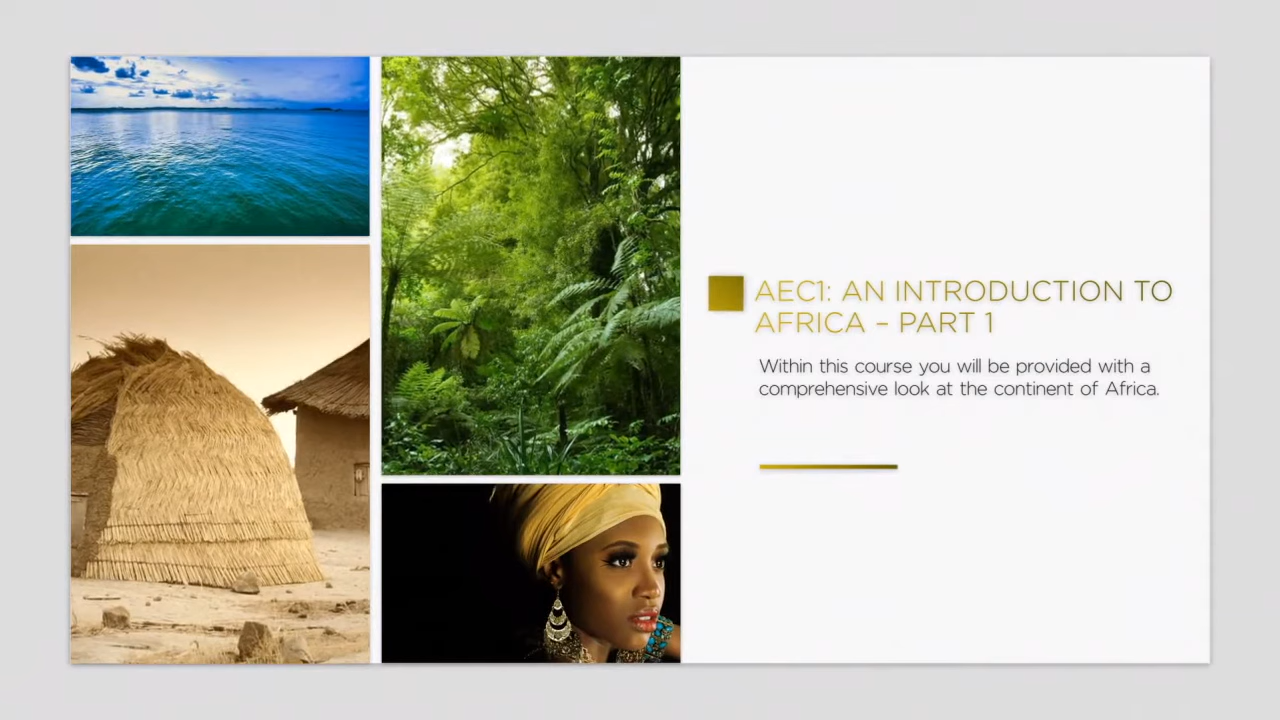 AEC1: AN INTRODUCTION TO
AFRICA – PART 1
Within this course you will be provided with a
comprehensive look at the continent of Africa.